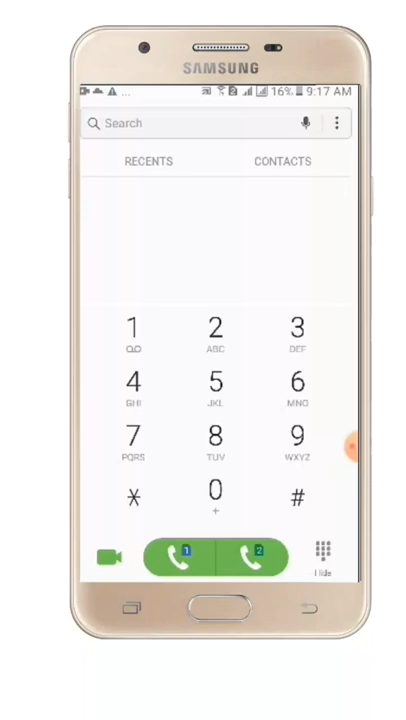 SAMSUNG
... 16% 9:17 AM
Search
RECENTS CONTACTS
1 2 3
ABC DEF
4 5 6
GHI JKL MNO
7 8 9
PQRS TUV WXYZ
* 0 #
+
1 2
Hide